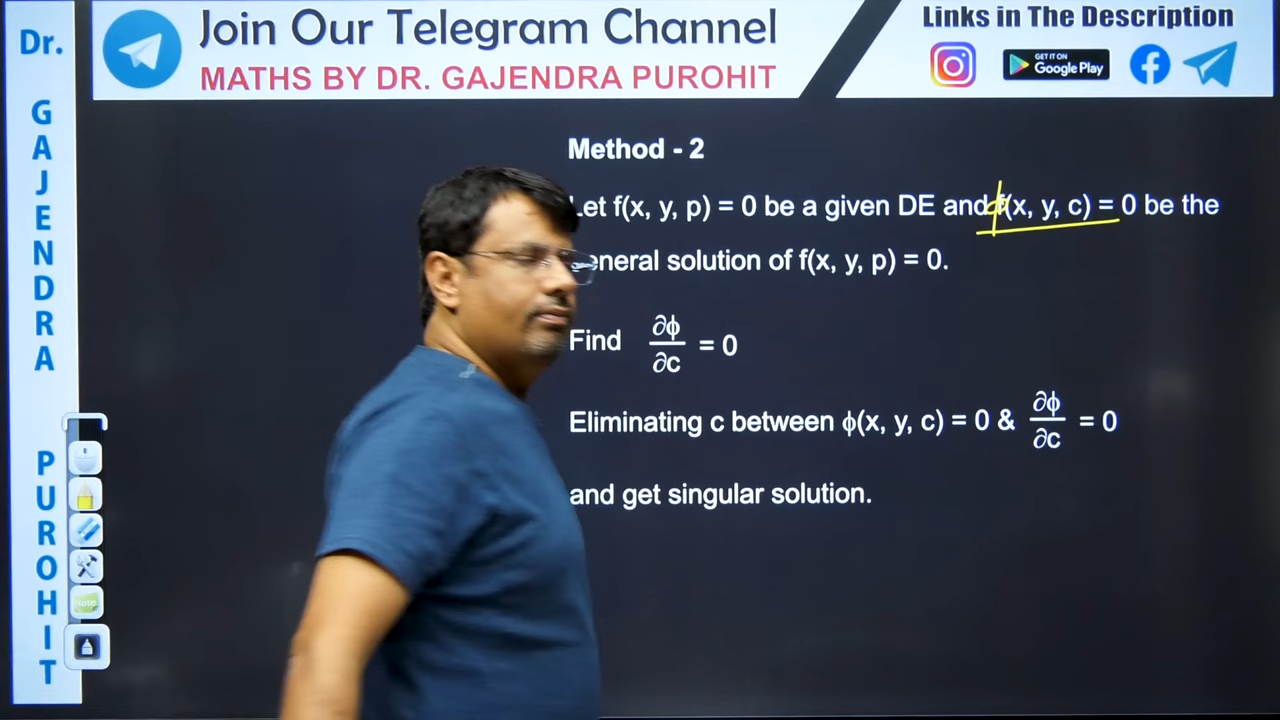 Dr.
GAJENDRA
PUROHIT
Join Our Telegram Channel
MATHS BY DR. GAJENDRA PUROHIT
Links in The Description
GET IT ON
Google Play
Method - 2
Let f(x, y, p) = 0 be a given DE and ϕ(x, y, c) = 0 be the
eneral solution of f(x, y, p) = 0.
Find ∂ϕ/∂c = 0
Eliminating c between ϕ(x, y, c) = 0 & ∂ϕ/∂c = 0
and get singular solution.
Note